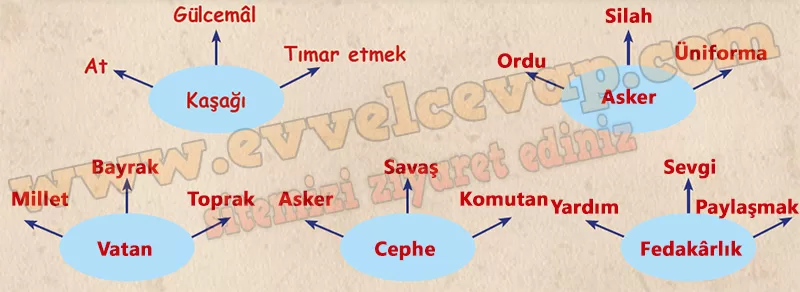 Gülcemâl
At
Tımar etmek
Kaşağı
Silah
Ordu
Üniforma
Asker
www.evvelcevap.com
sitemizi ziyaret ediniz
Bayrak
Millet
Toprak
Vatan
Savaş
Asker
Komutan
Cephe
Sevgi
Yardım
Paylaşmak
Fedakârlık